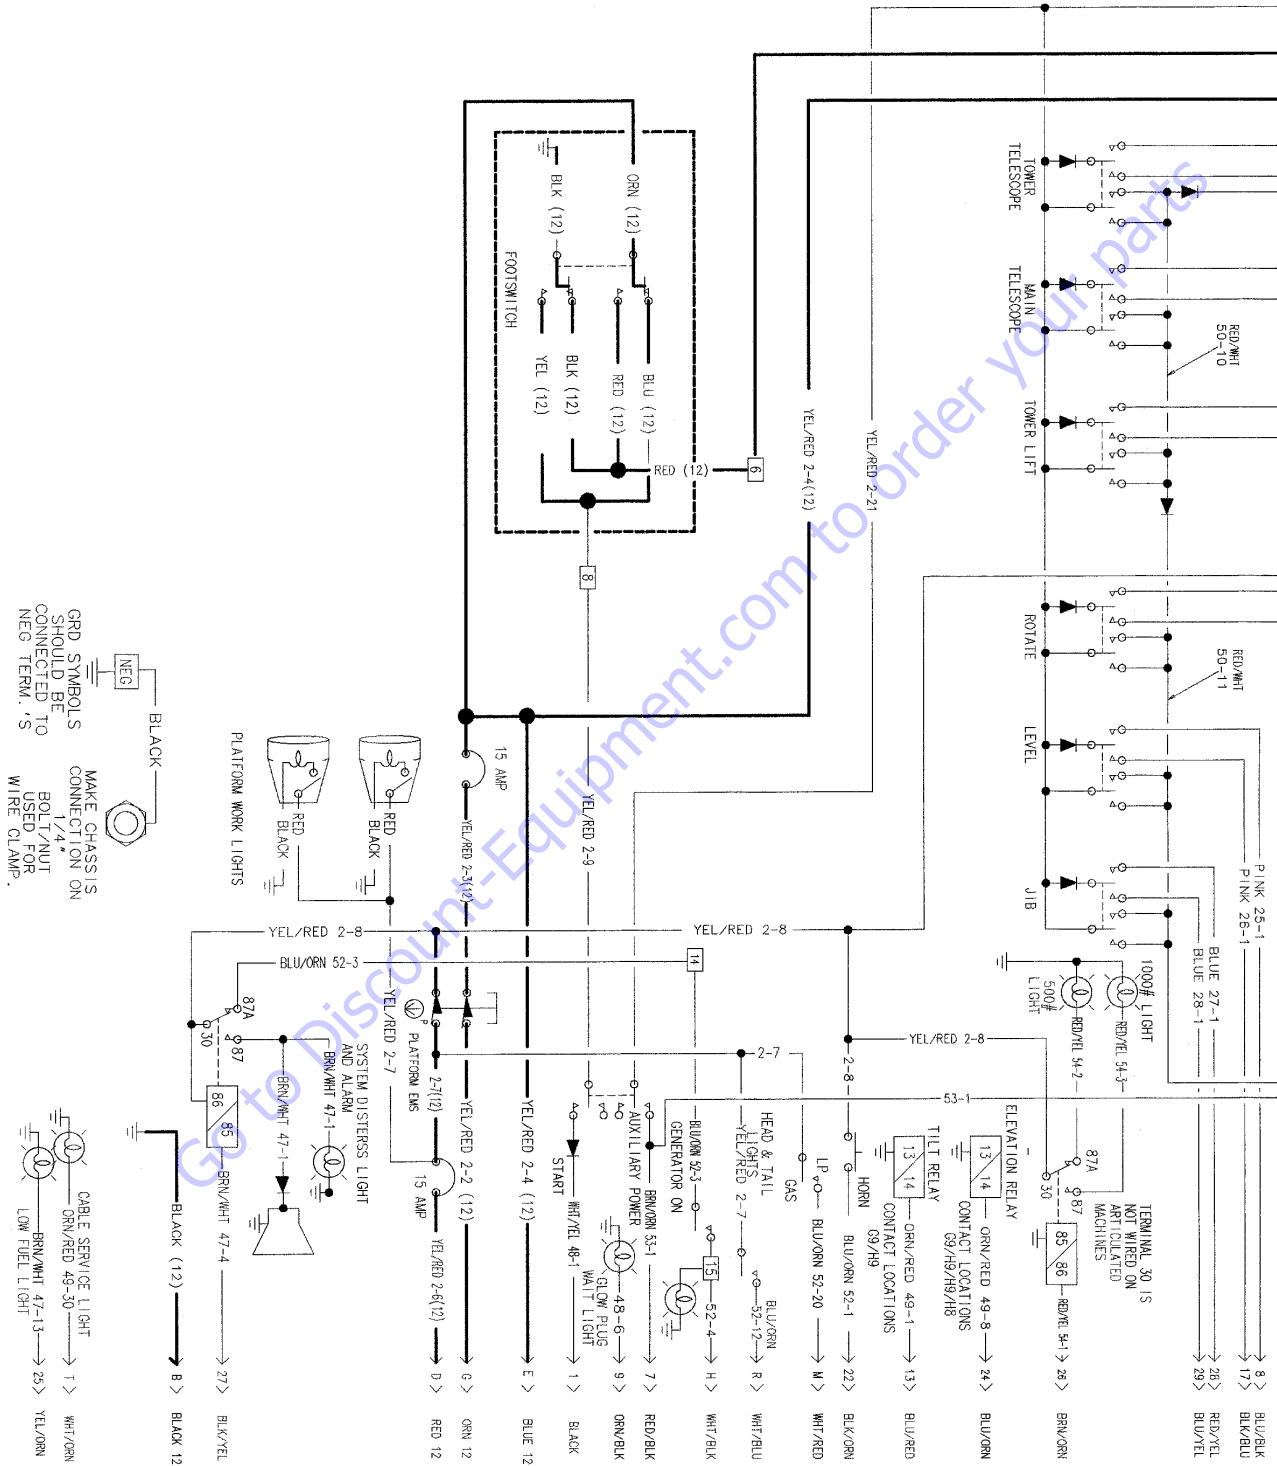 TOWER
TELESCOPE
MAIN
TELESCOPE
RED/WHT
50-10
TOWER LIFT
ROTATE
RED/WHT
50-11
LEVEL
JIB
PINK 25-1
PINK 26-1
BLUE 27-1
BLUE 28-1
ORN (12)
BLK (12)
FOOTSWITCH
BLU (12)
RED (12)
BLK (12)
YEL (12)
RED (12)
6
8
YEL/RED 2-4(12)
YEL/RED 2-21
15 AMP
YEL/RED 2-3(12)
YEL/RED 2-9
PLATFORM WORK LIGHTS
RED
BLACK
RED
BLACK
NEG
BLACK
GRD SYMBOLS
SHOULD BE
CONNECTED TO
NEG TERM.'S
MAKE CHASSIS
CONNECTION ON
1/4"
BOLT/NUT
USED FOR
WIRE CLAMP.
YEL/RED 2-8
YEL/RED 2-8
BLU/ORN 52-3
14
87A
30
87
86
85
YEL/RED 2-7
P
PLATFORM EMS
2-7(12)
SYSTEM DISTERSS LIGHT
AND ALARM
BRN/WHT 47-1
BRN/WHT 47-1
BRN/WHT 47-4
15 AMP
YEL/RED 2-6(12)
YEL/RED 2-2 (12)
YEL/RED 2-4 (12)
START
WHT/YEL 48-1
AUXILIARY POWER
GENERATOR ON
BLU/ORN 52-3
BRN/ORN 53-1
GLOW PLUG
WAIT LIGHT
48-6
15
52-4
HEAD & TAIL
LIGHTS
YEL/RED 2-7
2-7
BLU/ORN
52-12
GAS
LP
BLU/ORN 52-20
2-8
HORN
BLU/ORN 52-1
YEL/RED 2-8
53-1
TILT RELAY
13
14
ORN/RED 49-1
CONTACT LOCATIONS
G9/H9
ELEVATION RELAY
13
14
ORN/RED 49-8
CONTACT LOCATIONS
G9/H9/H9/H8
500#
LIGHT
1000# LIGHT
RED/YEL 54-2
RED/YEL 54-3
87A
30
87
85
86
RED/YEL 54-1
TERMINAL 30 IS
NOT WIRED ON
ARTICULATED
MACHINES
CABLE SERVICE LIGHT
ORN/RED 49-30
BRN/WHT 47-13
LOW FUEL LIGHT
BLACK (12)
25 YEL/ORN
T WHT/ORN
B BLACK 12
27 BLK/YEL
D RED 12
G ORN 12
E BLUE 12
1 BLACK
9 ORN/BLK
7 RED/BLK
H WHT/BLK
R WHT/BLU
M WHT/RED
22 BLK/ORN
13 BLU/RED
24 BLU/ORN
26 BRN/ORN
29 BLU/YEL
28 RED/YEL
17 BLK/BLU
8 BLU/BLK
Go to Discount-Equipment.com to order your parts